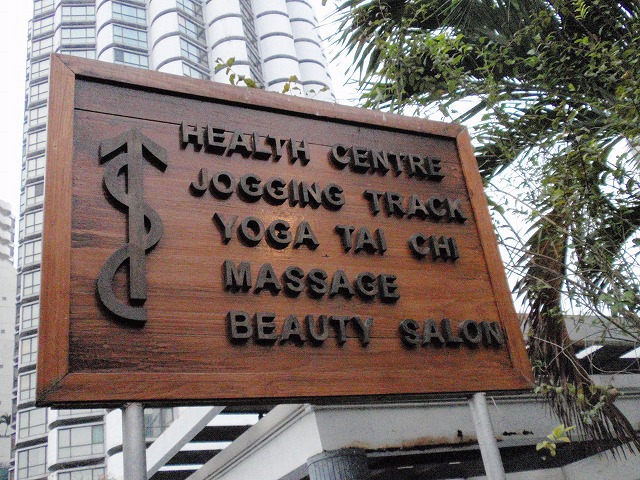 HEALTH CENTRE
JOGGING TRACK
YOGA TAI CHI
MASSAGE
BEAUTY SALON